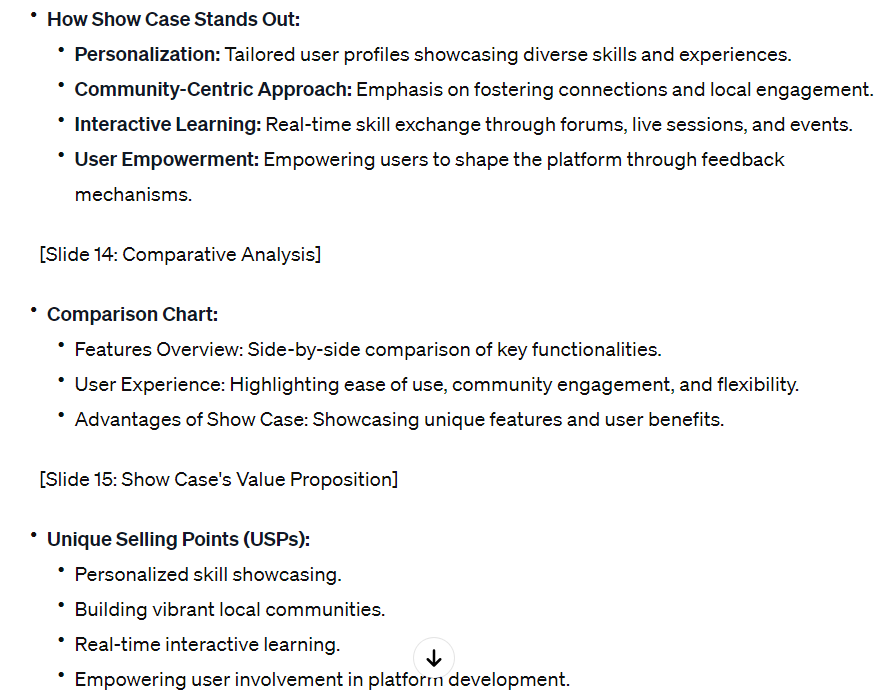 • How Show Case Stands Out:
• Personalization: Tailored user profiles showcasing diverse skills and experiences.
• Community-Centric Approach: Emphasis on fostering connections and local engagement.
• Interactive Learning: Real-time skill exchange through forums, live sessions, and events.
• User Empowerment: Empowering users to shape the platform through feedback
mechanisms.
[Slide 14: Comparative Analysis]
• Comparison Chart:
• Features Overview: Side-by-side comparison of key functionalities.
• User Experience: Highlighting ease of use, community engagement, and flexibility.
• Advantages of Show Case: Showcasing unique features and user benefits.
[Slide 15: Show Case's Value Proposition]
• Unique Selling Points (USPs):
• Personalized skill showcasing.
• Building vibrant local communities.
• Real-time interactive learning.
• Empowering user involvement in platform development.